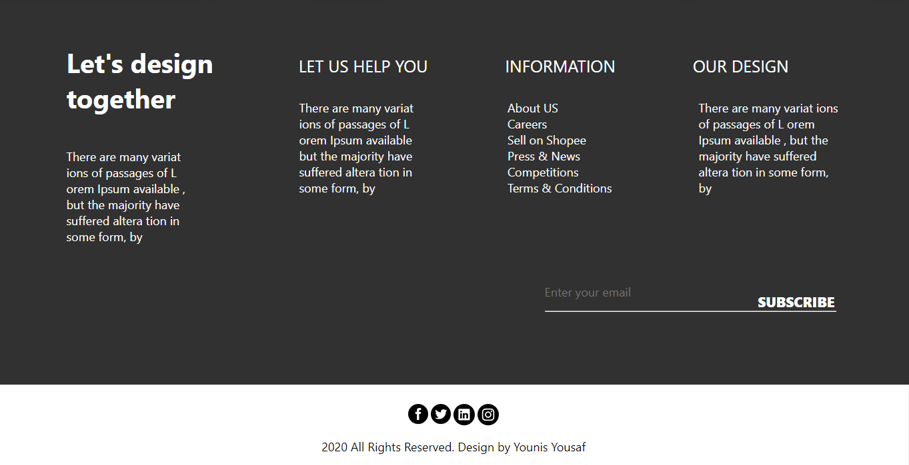 Let's design
together
There are many variat
ions of passages of L
orem Ipsum available ,
but the majority have
suffered altera tion in
some form, by
LET US HELP YOU
There are many variat
ions of passages of L
orem Ipsum available
but the majority have
suffered altera tion in
some form, by
INFORMATION
About US
Careers
Sell on Shopee
Press & News
Competitions
Terms & Conditions
OUR DESIGN
There are many variat ions
of passages of L orem
Ipsum available , but the
majority have suffered
altera tion in some form,
by
Enter your email
SUBSCRIBE
2020 All Rights Reserved. Design by Younis Yousaf